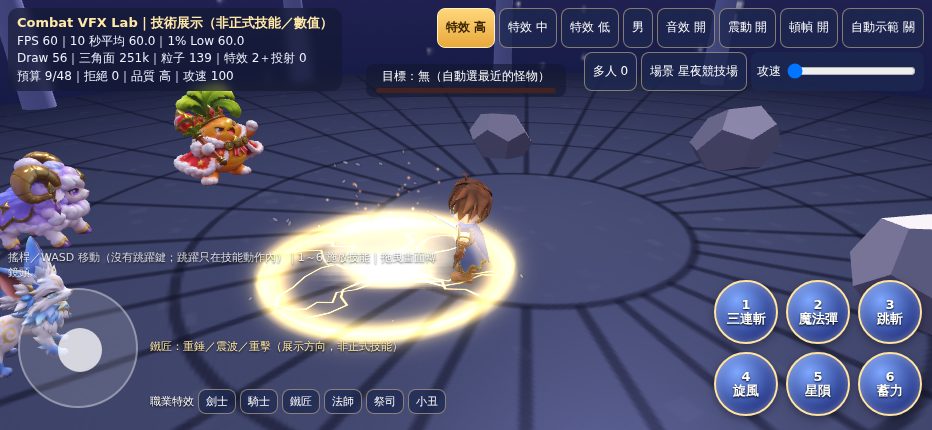 Combat VFX Lab｜技術展示（非正式技能／數值）
FPS 60｜10 秒平均 60.0｜1% Low 60.0
Draw 56｜三角面 251k｜粒子 139｜特效 2＋投射 0
預算 9/48｜拒絕 0｜品質 高｜攻速 100
特效 高
特效 中
特效 低
男
音效 開
震動 開
頓幀 開
自動示範 關
目標：無（自動選最近的怪物）
多人 0
場景 星夜競技場
攻速
搖桿／WASD 移動（沒有跳躍鍵；跳躍只在技能動作內）｜1～6 施放技能｜拖曳畫面轉
鏡頭
1
三連斬
2
魔法彈
3
跳斬
鐵匠：重錘／震波／重擊（展示方向，非正式技能）
4
旋風
5
星隕
6
蓄力
職業特效
劍士
騎士
鐵匠
法師
祭司
小丑